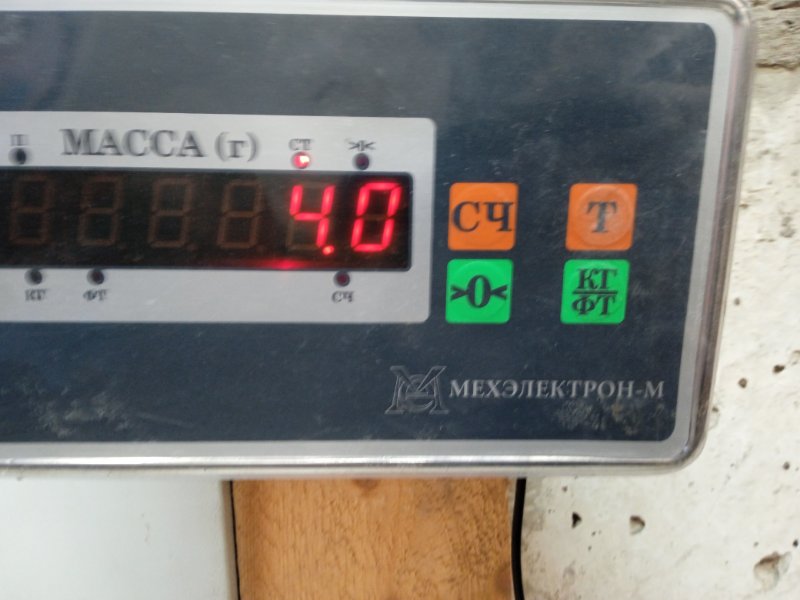 П МАССА (г) СТ >|<
4.0
КГ ФТ СЧ
СЧ Т
>0< КГ
ФТ
МЕХЭЛЕКТРОН-М